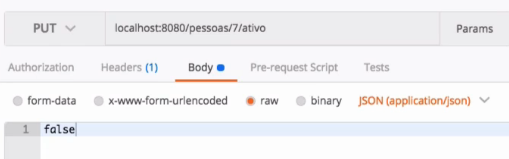 PUT localhost:8080/pessoas/7/ativo Params
Authorization Headers (1) Body Pre-request Script Tests
form-data x-www-form-urlencoded raw binary JSON (application/json)
1 false